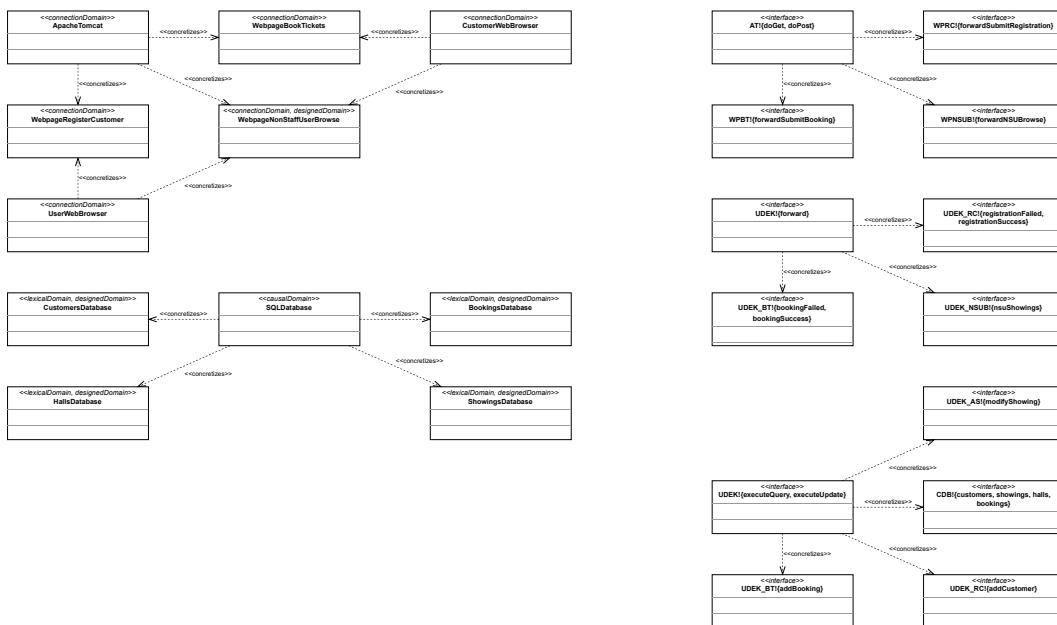 <<connectionDomain>>
ApacheTomcat
<<concretizes>>
<<connectionDomain>>
WebpageBookTickets
<<concretizes>>
<<connectionDomain>>
CustomerWebBrowser
<<concretizes>>
<<concretizes>>
<<concretizes>>
<<connectionDomain>>
WebpageRegisterCustomer
<<connectionDomain, designedDomain>>
WebpageNonStaffUserBrowse
<<concretizes>>
<<concretizes>>
<<connectionDomain>>
UserWebBrowser
<<lexicalDomain, designedDomain>>
CustomersDatabase
<<concretizes>>
<<causalDomain>>
SQLDatabase
<<concretizes>>
<<lexicalDomain, designedDomain>>
BookingsDatabase
<<concretizes>>
<<concretizes>>
<<lexicalDomain, designedDomain>>
HallsDatabase
<<lexicalDomain, designedDomain>>
ShowingsDatabase
<<interface>>
AT!{doGet, doPost}
<<concretizes>>
<<interface>>
WPRC!{forwardSubmitRegistration}
<<concretizes>>
<<concretizes>>
<<interface>>
WPBT!{forwardSubmitBooking}
<<interface>>
WPNSUB!{forwardNSUBrowse}
<<interface>>
UDEK!{forward}
<<concretizes>>
<<interface>>
UDEK_RC!{registrationFailed,
registrationSuccess}
<<concretizes>>
<<concretizes>>
<<interface>>
UDEK_BT!{bookingFailed,
bookingSuccess}
<<interface>>
UDEK_NSUB!{nsuShowings}
<<interface>>
UDEK_AS!{modifyShowing}
<<concretizes>>
<<interface>>
UDEK!{executeQuery, executeUpdate}
<<concretizes>>
<<interface>>
CDB!{customers, showings, halls,
bookings}
<<concretizes>>
<<concretizes>>
<<interface>>
UDEK_BT!{addBooking}
<<interface>>
UDEK_RC!{addCustomer}